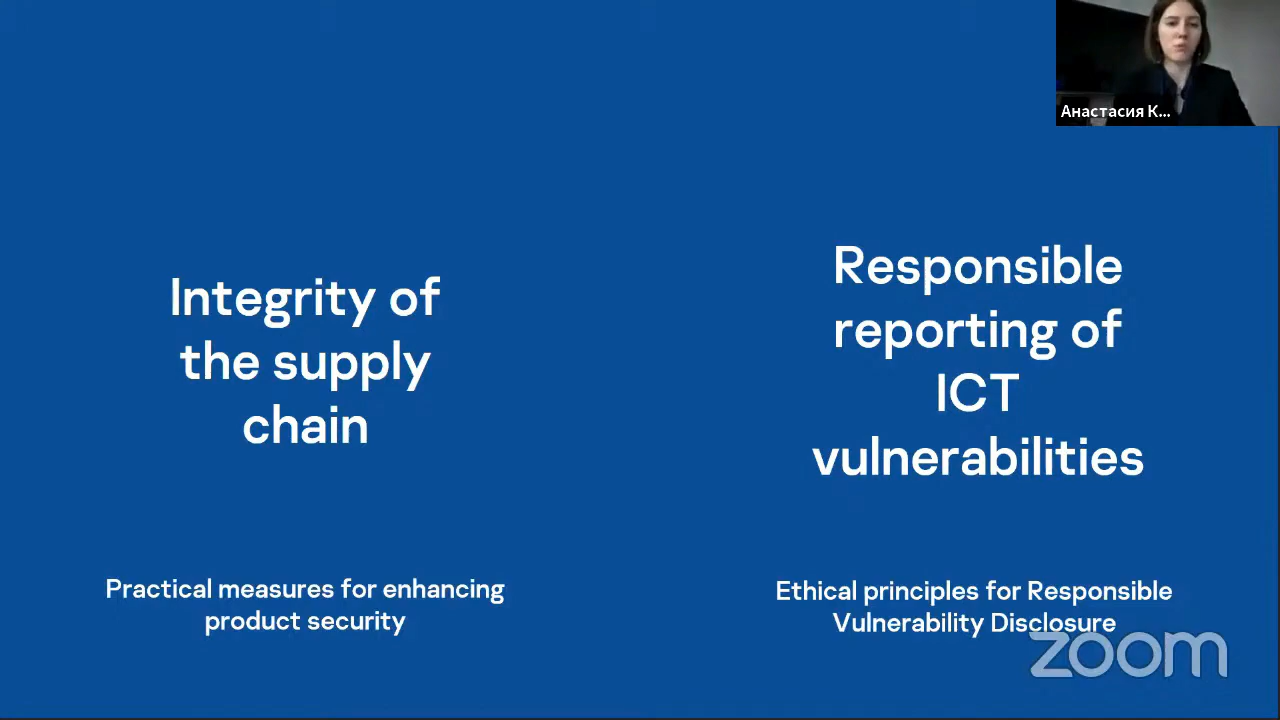 Анастасия К...
Integrity of
the supply
chain
Practical measures for enhancing
product security
Responsible
reporting of
ICT
vulnerabilities
Ethical principles for Responsible
Vulnerability Disclosure
zoom